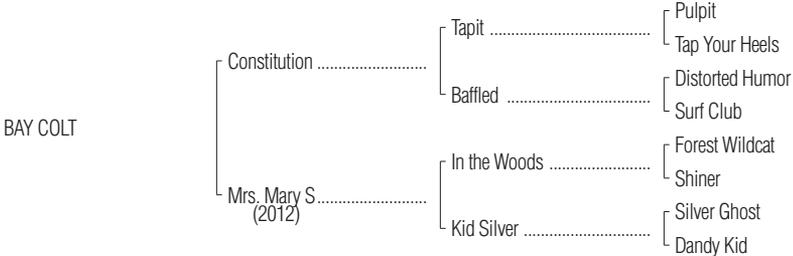 Pulpit
Tapit ......................................
Tap Your Heels
Constitution ..........................
Distorted Humor
Baffled ..................................
Surf Club
BAY COLT
Forest Wildcat
In the Woods ........................
Shiner
Mrs. Mary S..........................
(2012)
Silver Ghost
Kid Silver ..............................
Dandy Kid